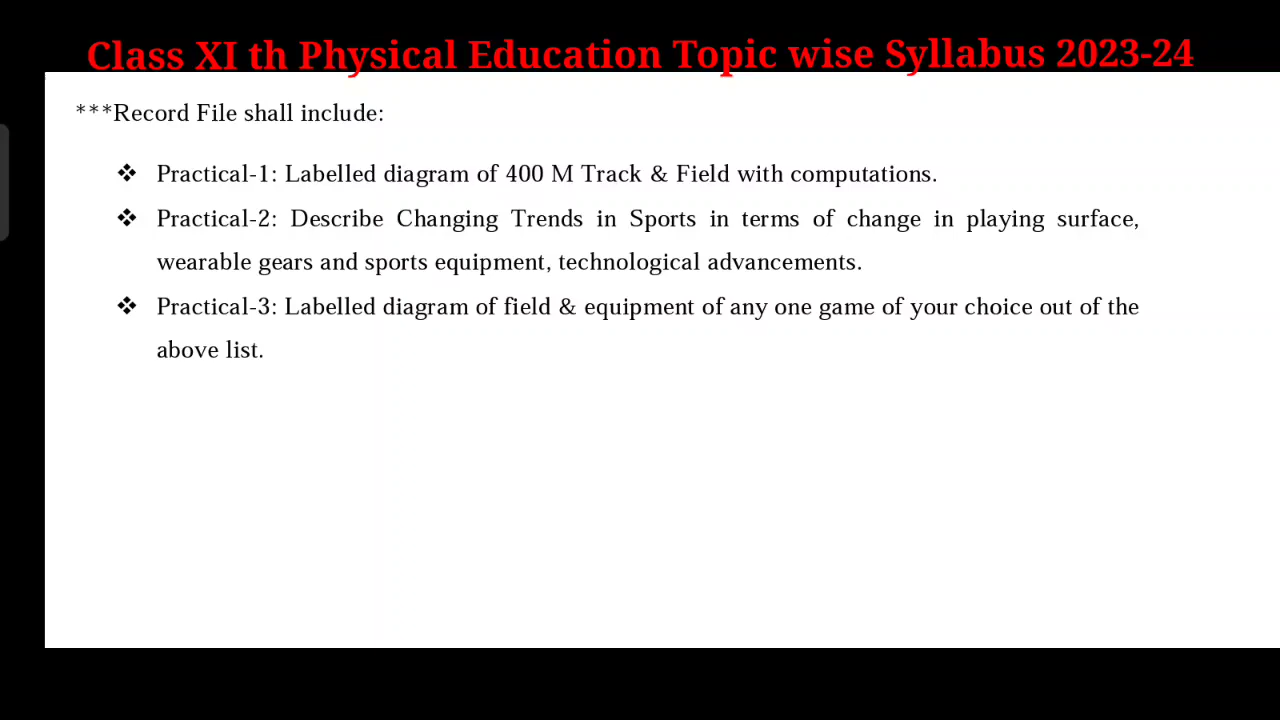 Class XI th Physical Education Topic wise Syllabus 2023-24
***Record File shall include:
❖ Practical-1: Labelled diagram of 400 M Track & Field with computations.
❖ Practical-2: Describe Changing Trends in Sports in terms of change in playing surface,
wearable gears and sports equipment, technological advancements.
❖ Practical-3: Labelled diagram of field & equipment of any one game of your choice out of the
above list.